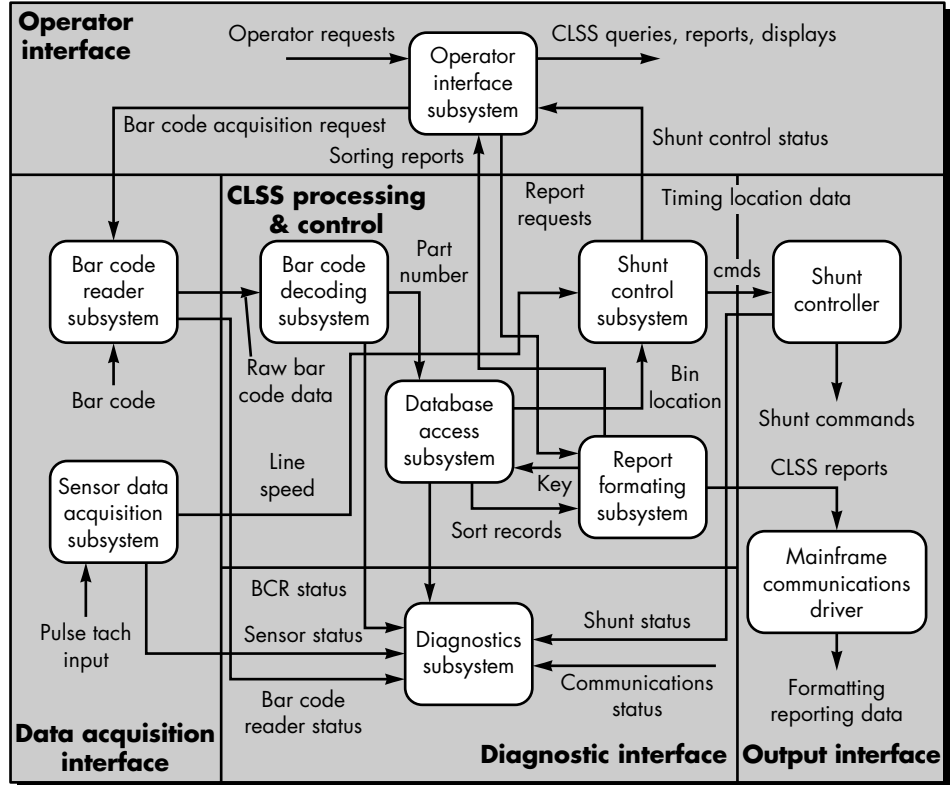 Operator
interface
Operator requests
CLSS queries, reports, displays
Operator
interface
subsystem
Bar code acquisition request
Sorting reports
Shunt control status
CLSS processing
& control
Report
requests
Timing location data
Part
number
Bar code
reader
subsystem
Bar code
decoding
subsystem
Shunt
control
subsystem
cmds
Shunt
controller
Raw bar
code data
Bar code
Database
access
subsystem
Bin
location
Shunt commands
Line
speed
Sensor data
acquisition
subsystem
Key
Report
formating
subsystem
CLSS reports
Sort records
Mainframe
communications
driver
BCR status
Pulse tach
input
Sensor status
Diagnostics
subsystem
Shunt status
Communications
status
Bar code
reader status
Formatting
reporting data
Data acquisition
interface
Diagnostic interface
Output interface